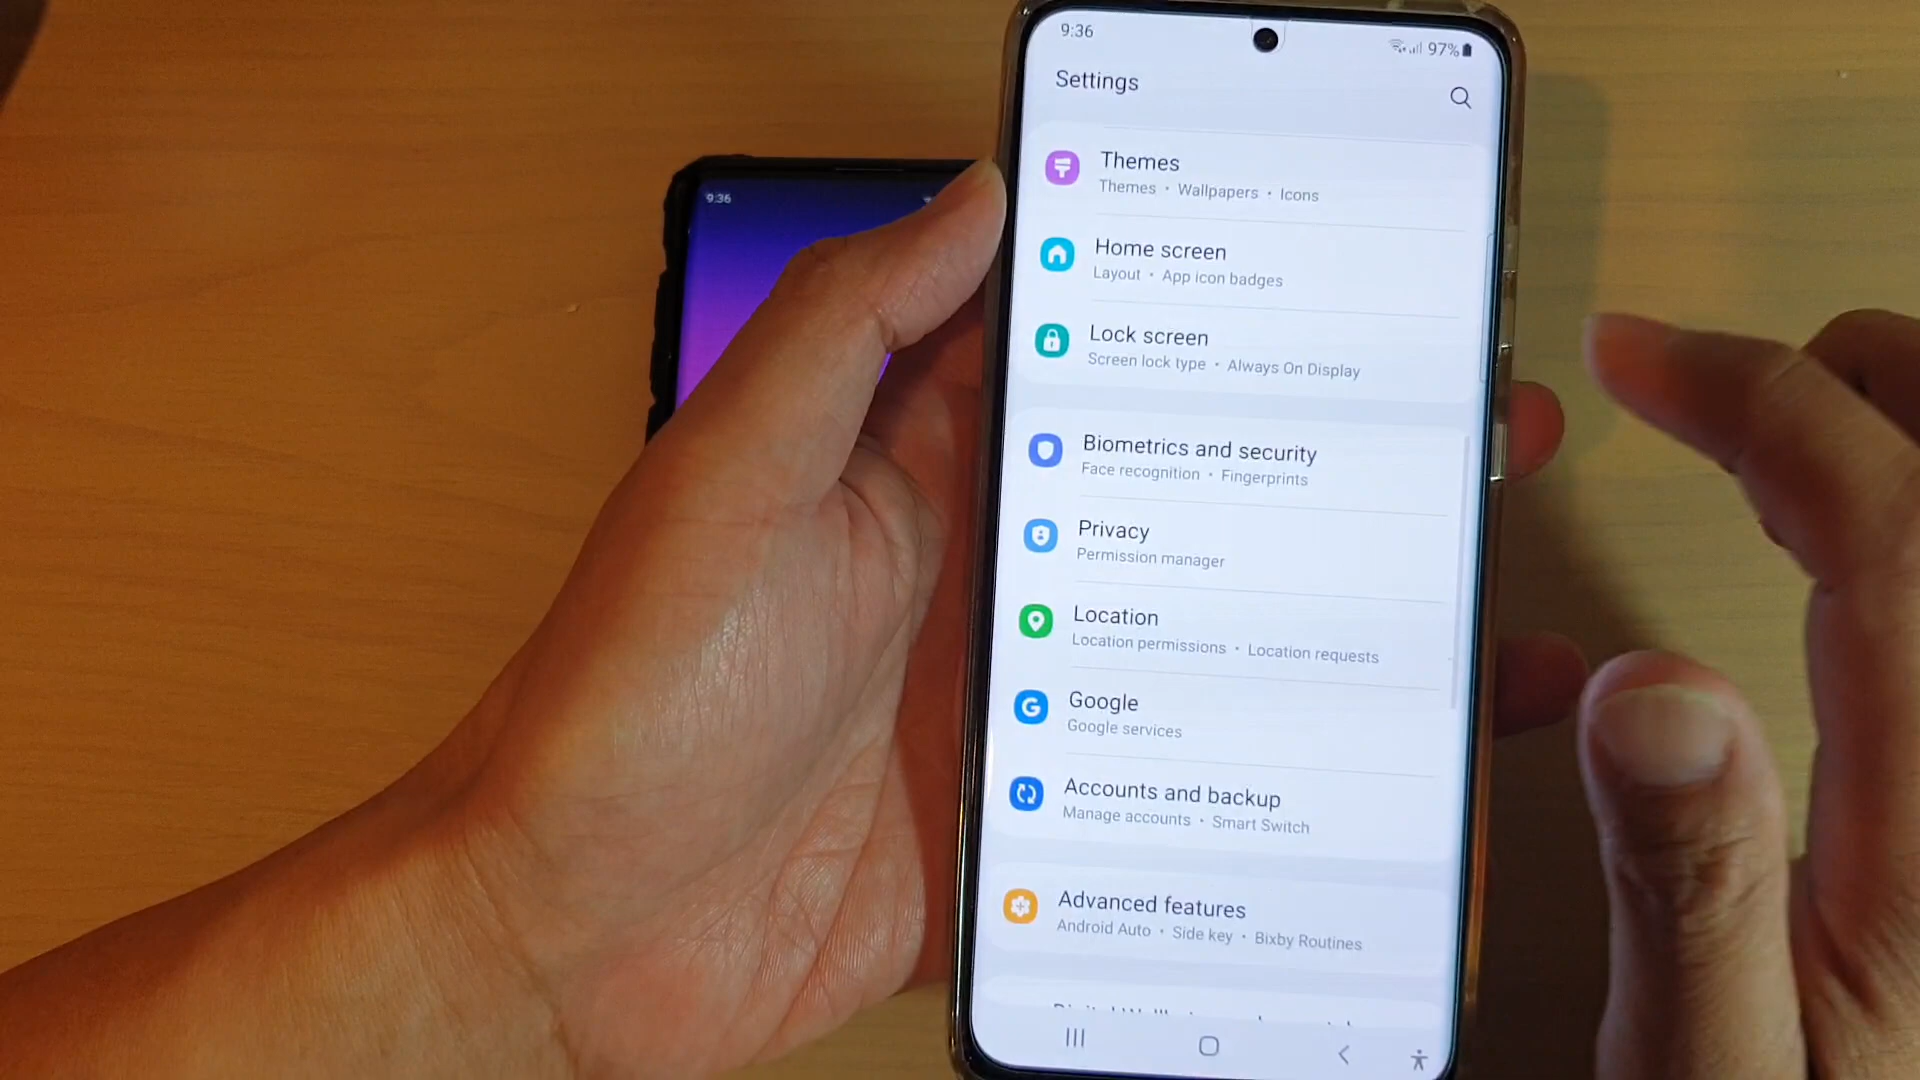 9:36
97%
Settings
Themes
Themes • Wallpapers • Icons
9:36
Home screen
Layout • App icon badges
Lock screen
Screen lock type • Always On Display
Biometrics and security
Face recognition • Fingerprints
Privacy
Permission manager
Location
Location permissions • Location requests
Google
Google services
Accounts and backup
Manage accounts • Smart Switch
Advanced features
Android Auto • Side key • Bixby Routines